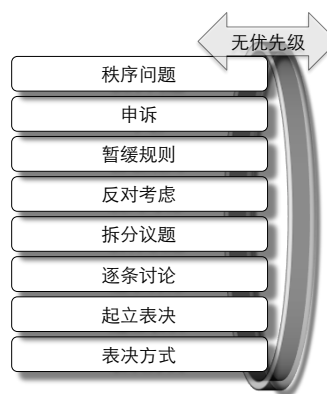 无优先级
秩序问题
申诉
暂缓规则
反对考虑
拆分议题
逐条讨论
起立表决
表决方式